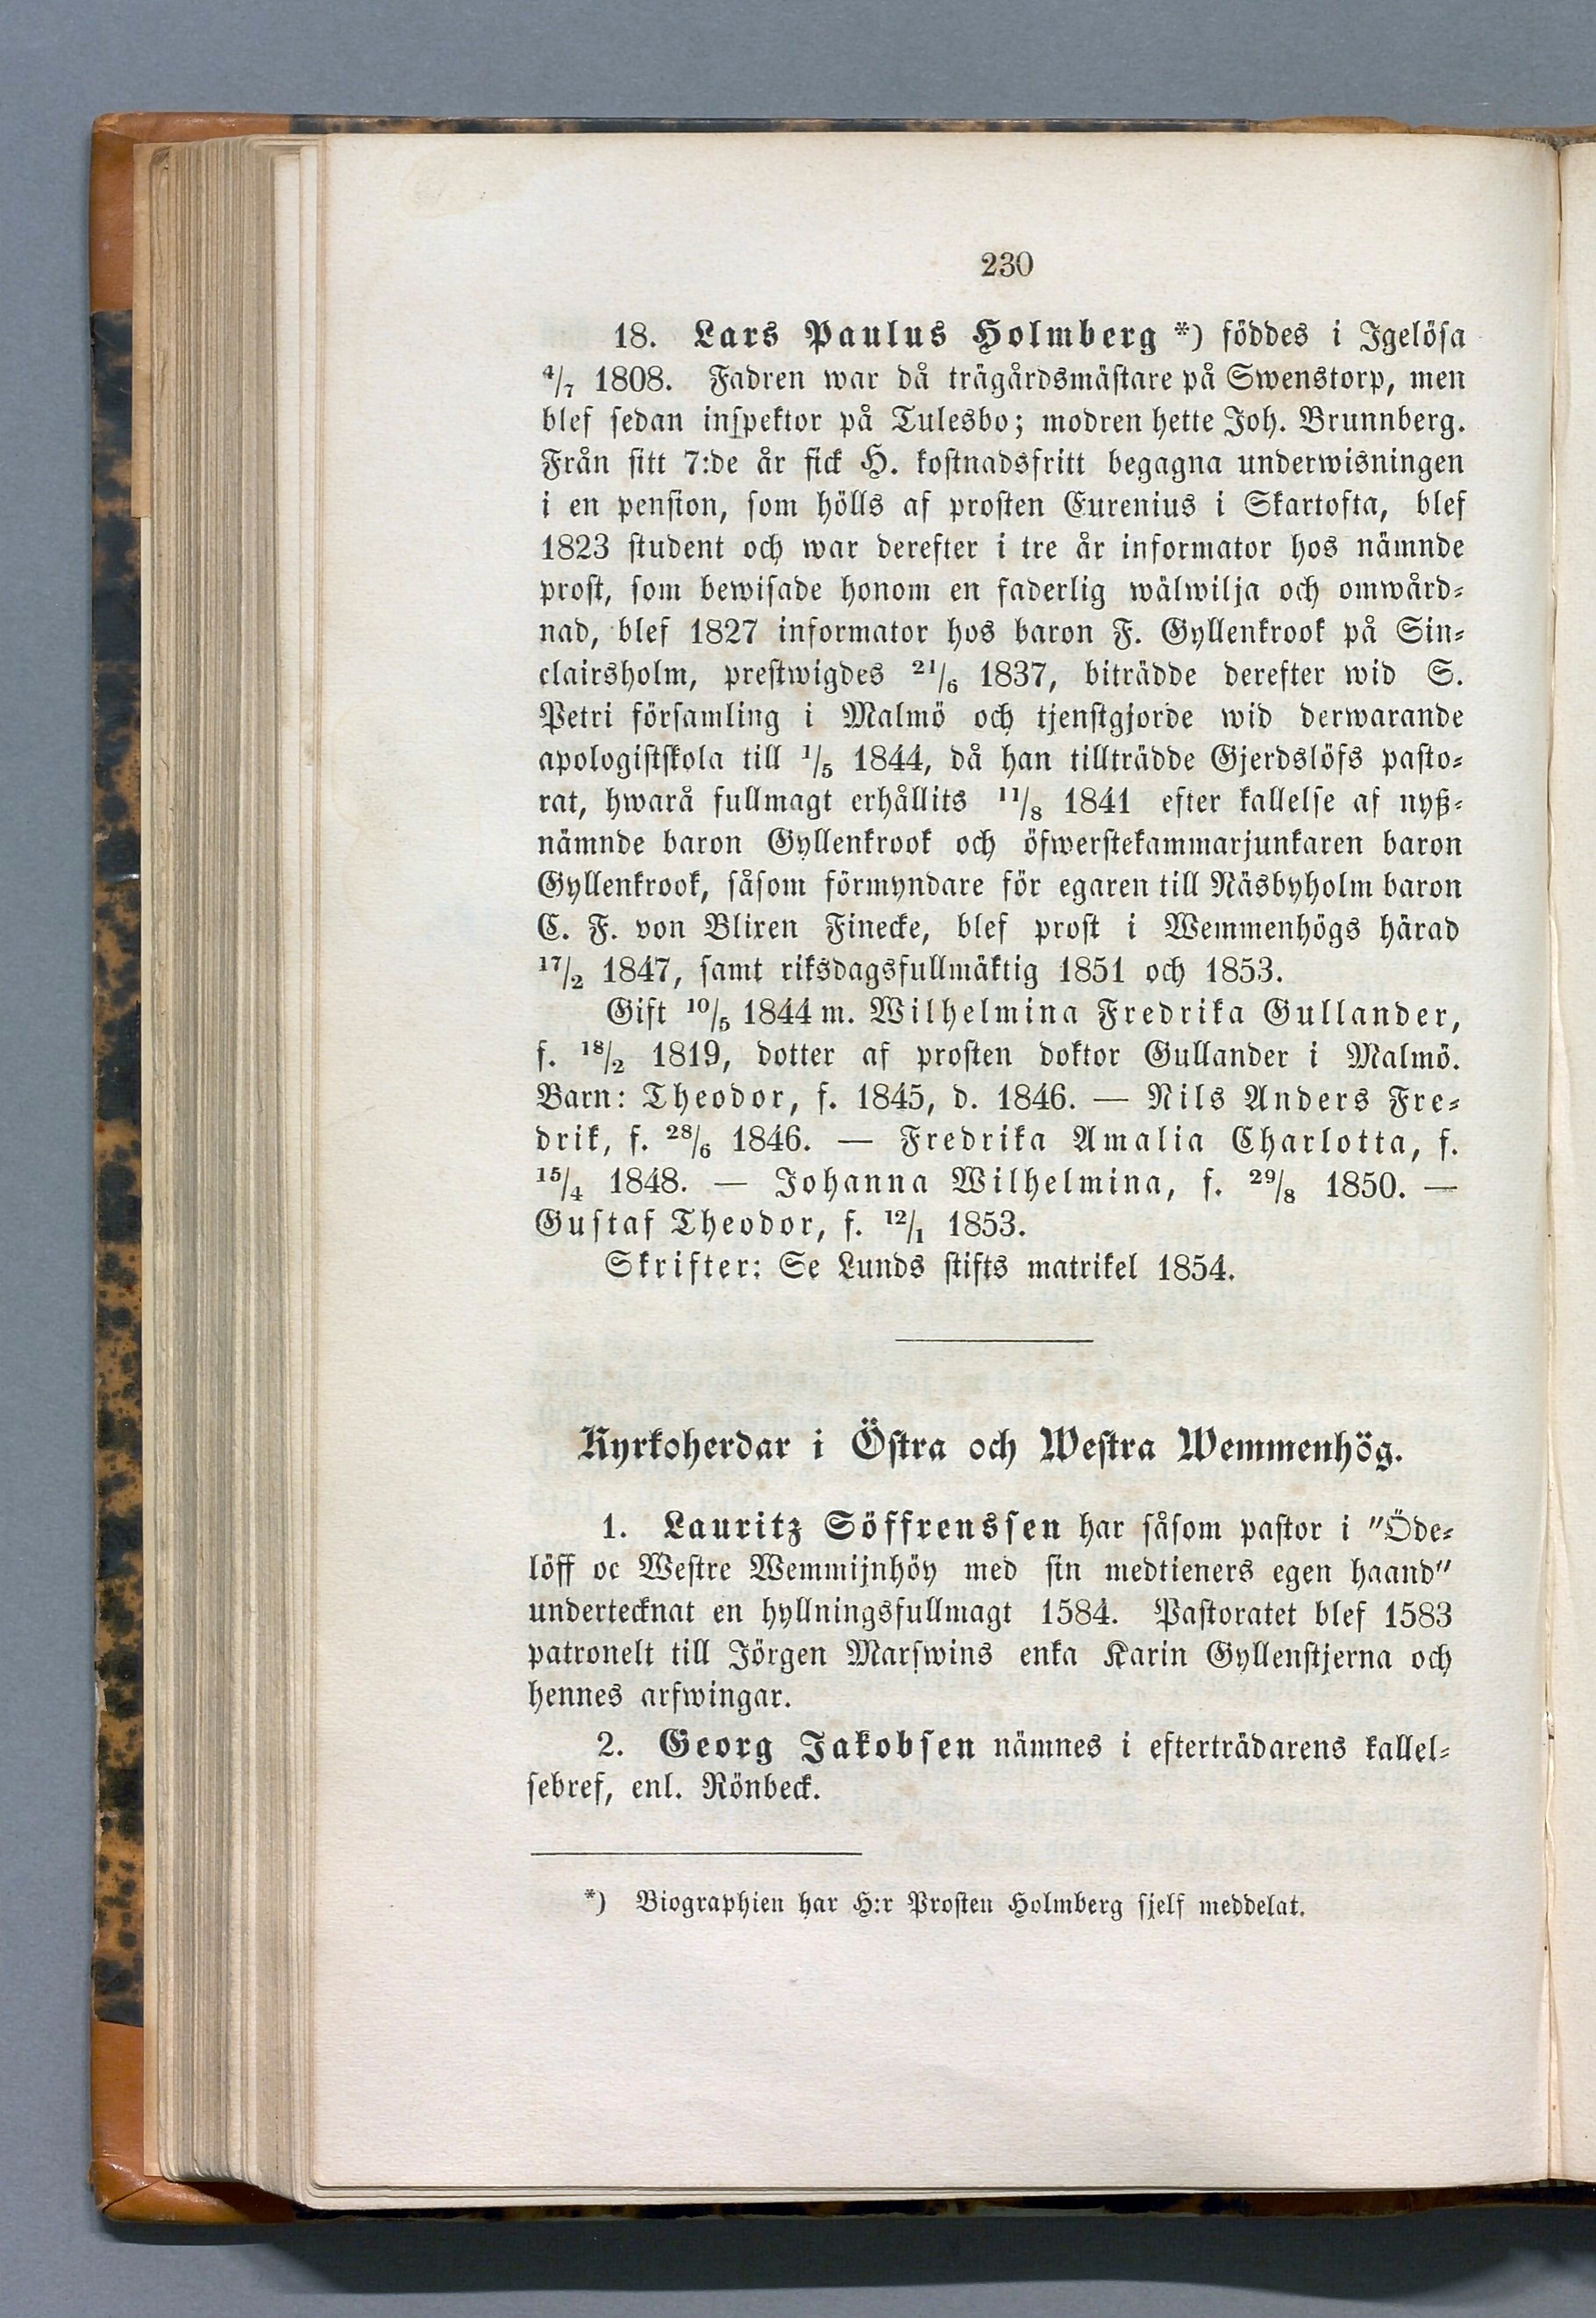 230
18. Lars Paulus Holmberg *) föddes i Igelösa
4/7 1808. Fadren war då trägårdsmästare på Swenstorp, men
blef sedan inspektor på Tulesbo; modren hette Joh. Brunnberg.
Från sitt 7:de år fick H. kostnadsfritt begagna underwisningen
i en pension, som hölls af prosten Eurenius i Skartofta, blef
1823 student och war derefter i tre år informator hos nämnde
prost, som bewisade honom en faderlig wälwilja och omwård-
nad, blef 1827 informator hos baron F. Gyllenkrook på Sin-
clairsholm, prestwigdes 21/6 1837, biträdde derefter wid S.
Petri församling i Malmö och tjenstgjorde wid derwarande
apologistskola till 1/5 1844, då han tillträdde Gjerdslöfs pasto-
rat, hwarå fullmagt erhållits 11/8 1841 efter kallelse af nyß-
nämnde baron Gyllenkrook och öfwerstekammarjunkaren baron
Gyllenkrook, såsom förmyndare för egaren till Näsbyholm baron
C. F. von Blixen Finecke, blef prost i Wemmenhögs härad
17/2 1847, samt riksdagsfullmäktig 1851 och 1853.
Gift 10/5 1844 m. Wilhelmina Fredrika Gullander,
f. 18/2 1819, dotter af prosten doktor Gullander i Malmö.
Barn: Theodor, f. 1845, d. 1846. — Nils Anders Fre-
drik, f. 28/6 1846. — Fredrika Amalia Charlotta, f.
15/4 1848. — Johanna Wilhelmina, f. 29/8 1850. —
Gustaf Theodor, f. 12/1 1853.
Skrifter: Se Lunds stifts matrikel 1854.
Kyrkoherdar i Östra och Westra Wemmenhög.
1. Lauritz Söffrenssen har såsom pastor i "Öde-
löff oc Westre Wemmijnhöy med sin medtieners egen haand"
undertecknat en hyllningsfullmagt 1584. Pastoratet blef 1583
patronelt till Jörgen Marswins enka Karin Gyllenstjerna och
hennes arfwingar.
2. Georg Jakobsen nämnes i efterträdarens kallel-
sebref, enl. Rönbeck.
*) Biographien har H:r Prosten Holmberg sjelf meddelat.